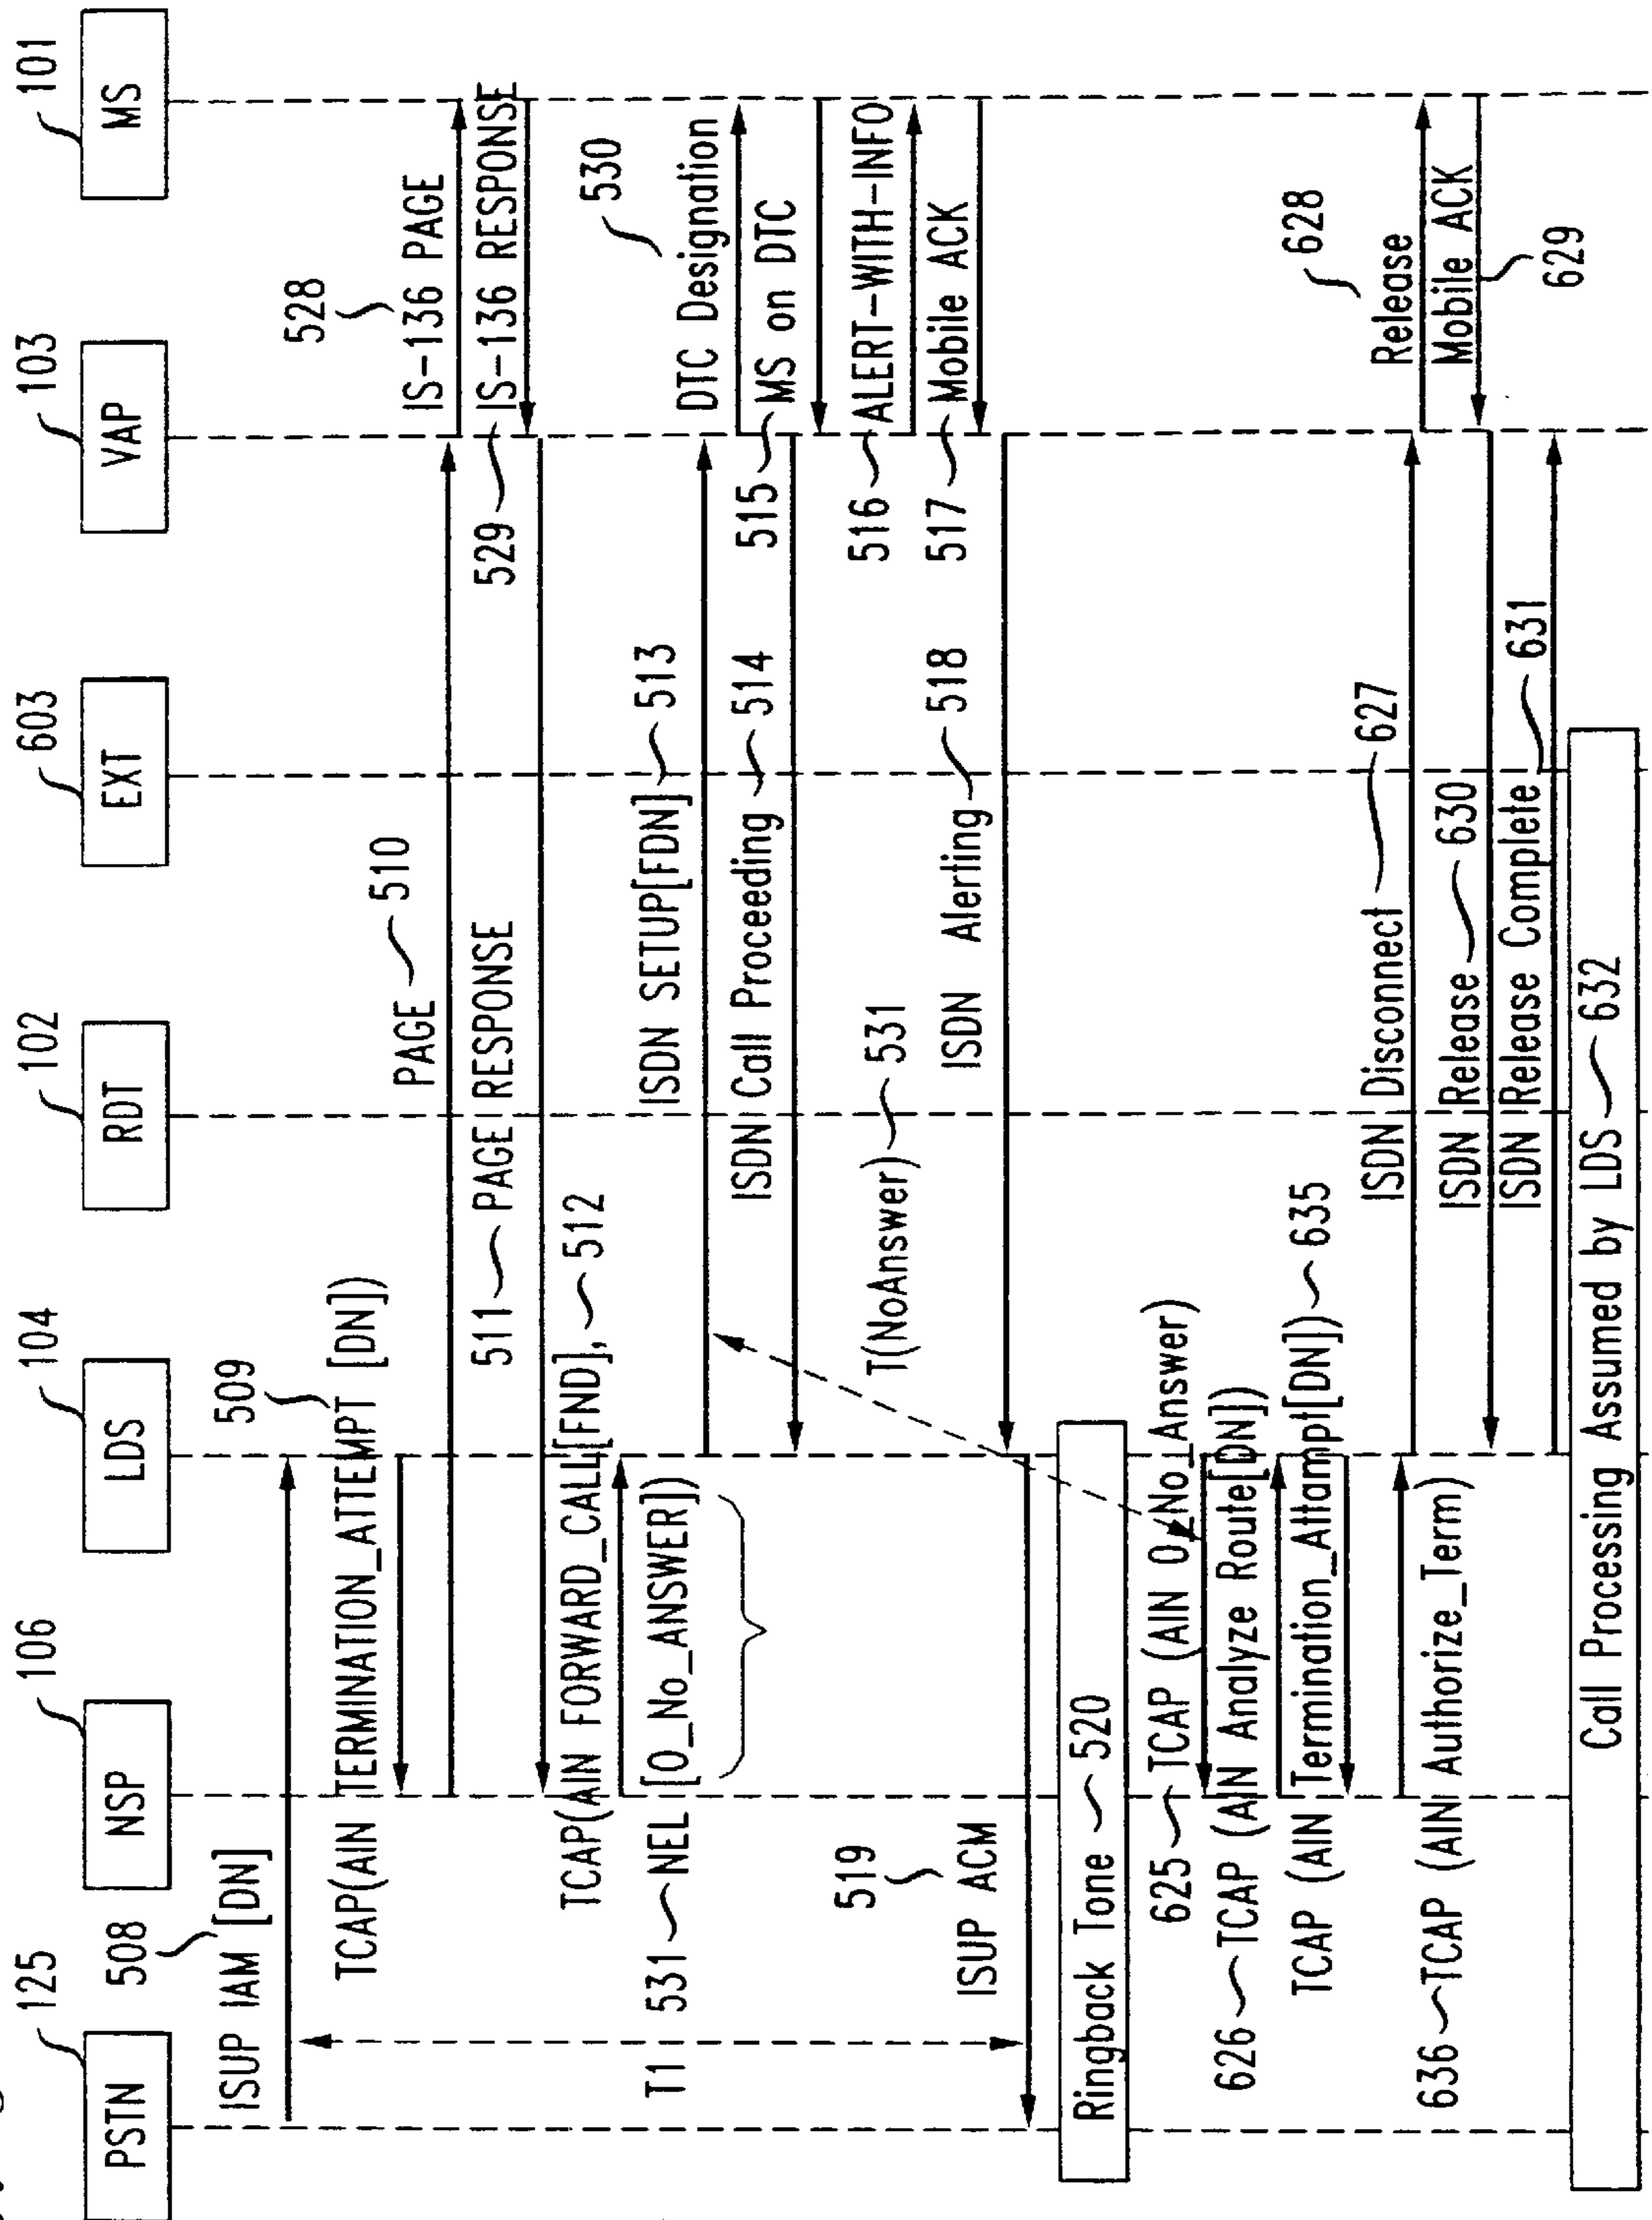 PSTN 125
NSP 106
LDS 104
RDT 102
EXT 603
VAP 103
MS 101
508
ISUP IAM [DN]
509
TCAP(AIN TERMINATION_ATTEMPT [DN])
PAGE 510
528
IS-136 PAGE
511 PAGE RESPONSE
529 IS-136 RESPONSE
TCAP(AIN FORWARD_CALL[FND], 512
530
ISDN SETUP[FDN] 513
T1
531 NEL [O_No_ANSWER])
DTC Designation
ISDN Call Proceeding 514
515 MS on DTC
T(NoAnswer) 531
516 ALERT-WITH-INFO
519
517 Mobile ACK
ISUP ACM
ISDN Alerting 518
Ringback Tone 520
625 TCAP (AIN O_No_Answer)
626 TCAP (AIN Analyze Route[DN])
TCAP (AIN Termination_Attampt[DN]) 635
628
ISDN Disconnect 627
Release
636 TCAP (AIN Authorize_Term)
ISDN Release 630
Mobile ACK
629
ISDN Release Complete 631
Call Processing Assumed by LDS 632